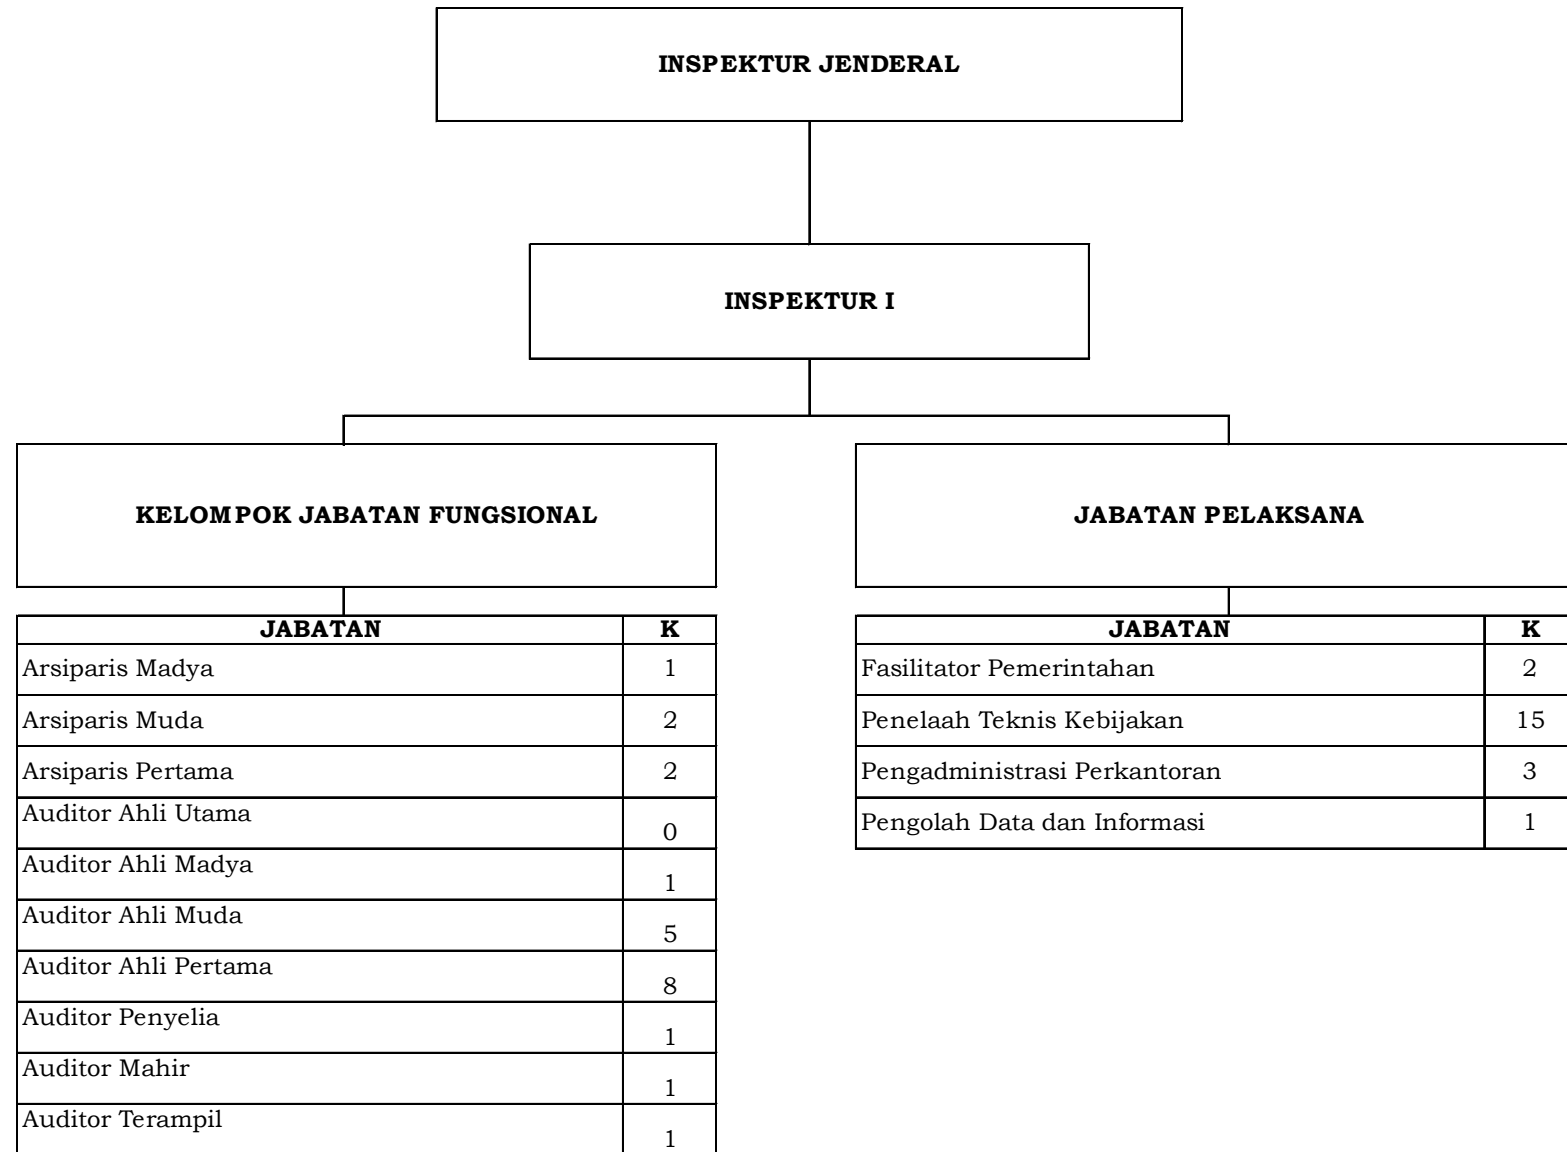 INSPEKTUR JENDERAL
INSPEKTUR I
KELOMPOK JABATAN FUNGSIONAL
JABATAN K
Arsiparis Madya 1
Arsiparis Muda 2
Arsiparis Pertama 2
Auditor Ahli Utama 0
Auditor Ahli Madya 1
Auditor Ahli Muda 5
Auditor Ahli Pertama 8
Auditor Penyelia 1
Auditor Mahir 1
Auditor Terampil 1
JABATAN PELAKSANA
JABATAN K
Fasilitator Pemerintahan 2
Penelaah Teknis Kebijakan 15
Pengadministrasi Perkantoran 3
Pengolah Data dan Informasi 1